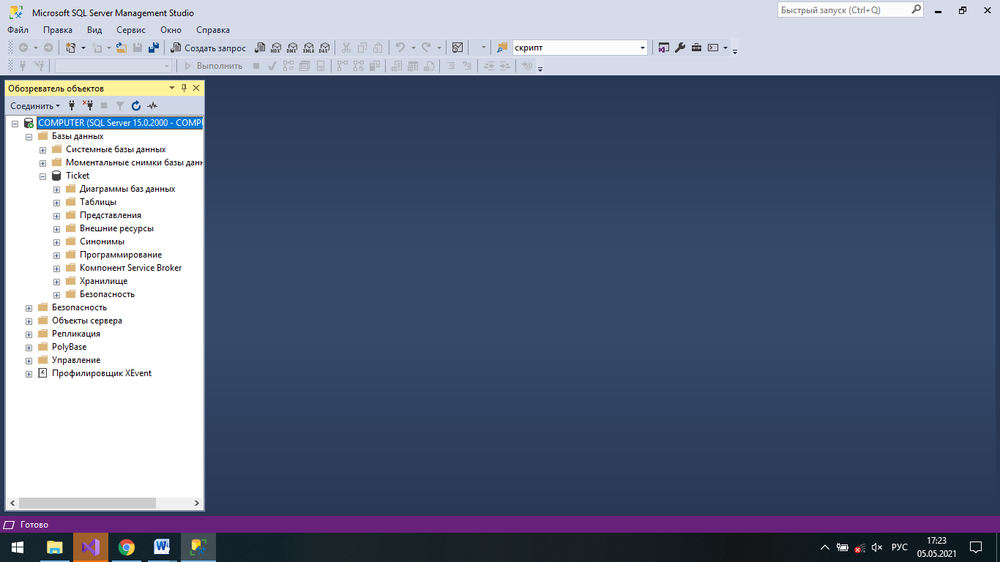 Microsoft SQL Server Management Studio
Быстрый запуск (Ctrl+Q)
Файл Правка Вид Сервис Окно Справка
Создать запрос MDX DMX XMLA DAX скрипт
Выполнить
Обозреватель объектов
Соединить
COMPUTER (SQL Server 15.0.2000 - COMPU
Базы данных
Системные базы данных
Моментальные снимки базы данн
Ticket
Диаграммы баз данных
Таблицы
Представления
Внешние ресурсы
Синонимы
Программирование
Компонент Service Broker
Хранилище
Безопасность
Безопасность
Объекты сервера
Репликация
PolyBase
Управление
Профилировщик XEvent
Готово
РУС
17:23
05.05.2021